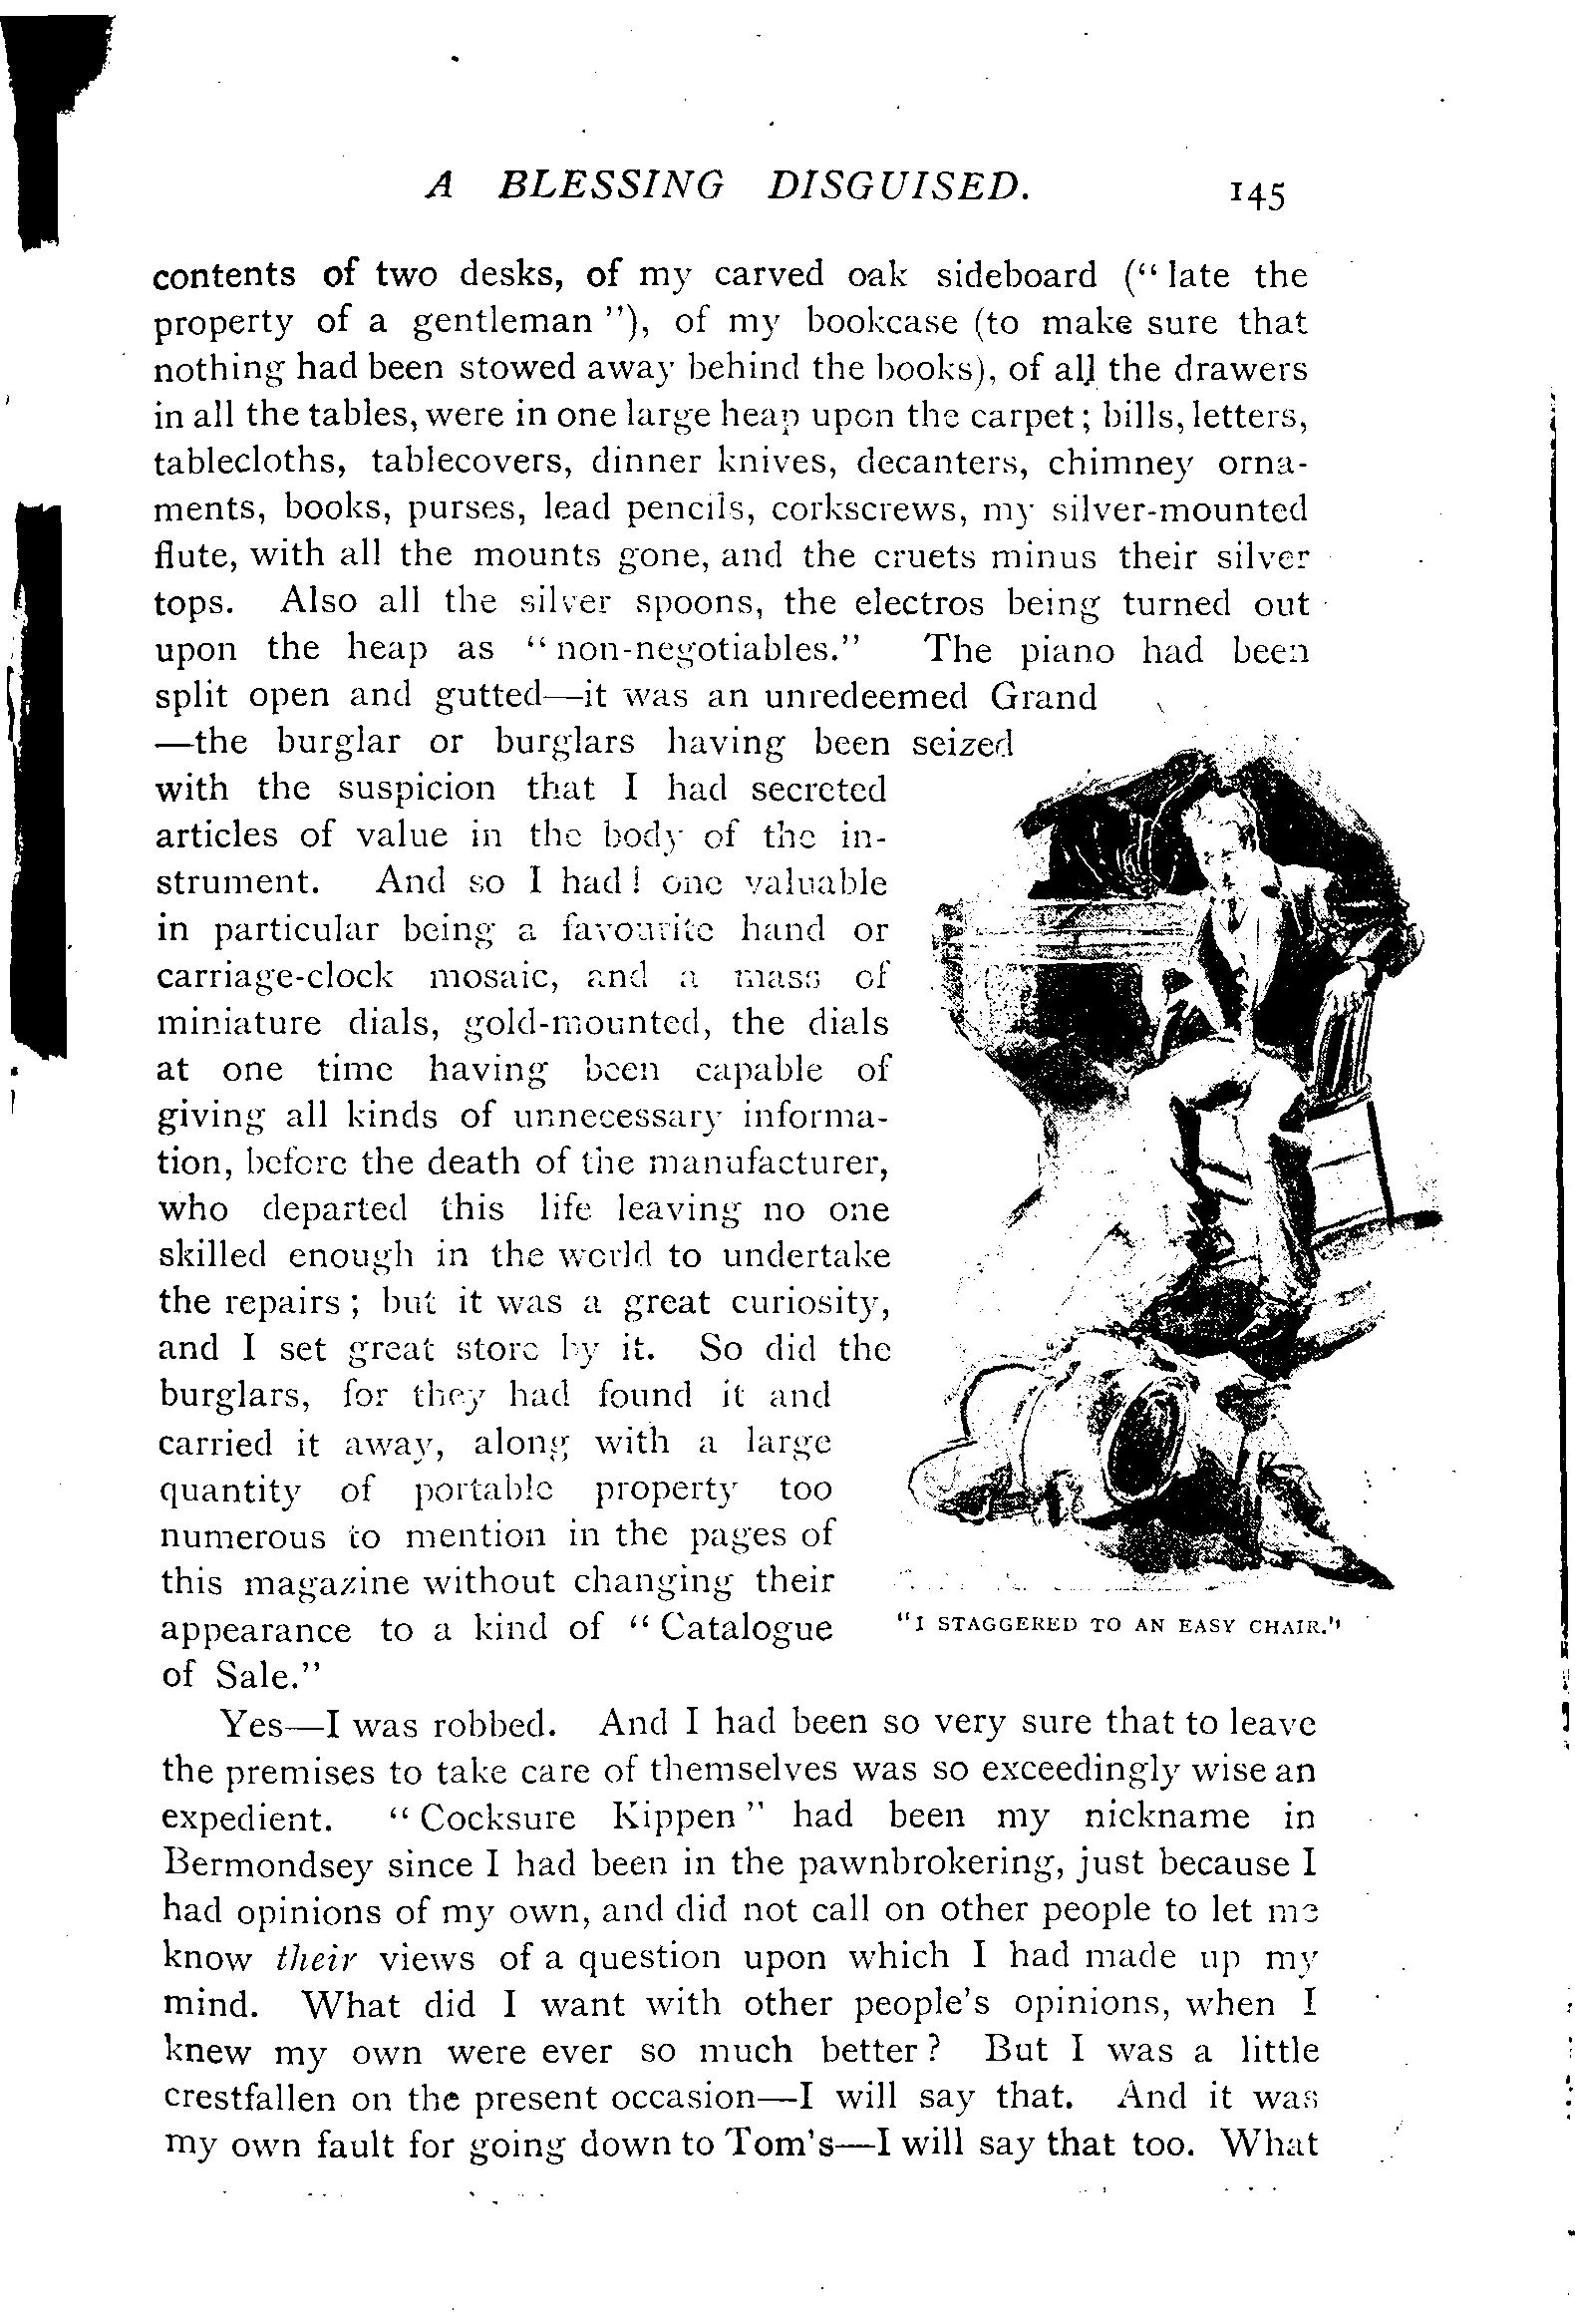 A BLESSING DISGUISED. 145
contents of two desks, of my carved oak sideboard (“late the
property of a gentleman”), of my bookcase (to make sure that
nothing had been stowed away behind the books), of all the drawers
in all the tables, were in one large heap upon the carpet; bills, letters,
tablecloths, tablecovers, dinner knives, decanters, chimney orna-
ments, books, purses, lead pencils, corkscrews, my silver-mounted
flute, with all the mounts gone, and the cruets minus their silver
tops. Also all the silver spoons, the electros being turned out
upon the heap as “non-negotiables.” The piano had been
split open and gutted—it was an unredeemed Grand
—the burglar or burglars having been seized
with the suspicion that I had secreted
articles of value in the body of the in-
strument. And so I had! one valuable
in particular being a favourite hand or
carriage-clock mosaic, and a mass of
miniature dials, gold-mounted, the dials
at one time having been capable of
giving all kinds of unnecessary informa-
tion, before the death of the manufacturer,
who departed this life leaving no one
skilled enough in the world to undertake
the repairs; but it was a great curiosity,
and I set great store by it. So did the
burglars, for they had found it and
carried it away, along with a large
quantity of portable property too
numerous to mention in the pages of
this magazine without changing their
appearance to a kind of “Catalogue
of Sale.”
“I STAGGERED TO AN EASY CHAIR.”
Yes—I was robbed. And I had been so very sure that to leave
the premises to take care of themselves was so exceedingly wise an
expedient. “Cocksure Kippen” had been my nickname in
Bermondsey since I had been in the pawnbrokering, just because I
had opinions of my own, and did not call on other people to let me
know their views of a question upon which I had made up my
mind. What did I want with other people's opinions, when I
knew my own were ever so much better? But I was a little
crestfallen on the present occasion—I will say that. And it was
my own fault for going down to Tom's—I will say that too. What